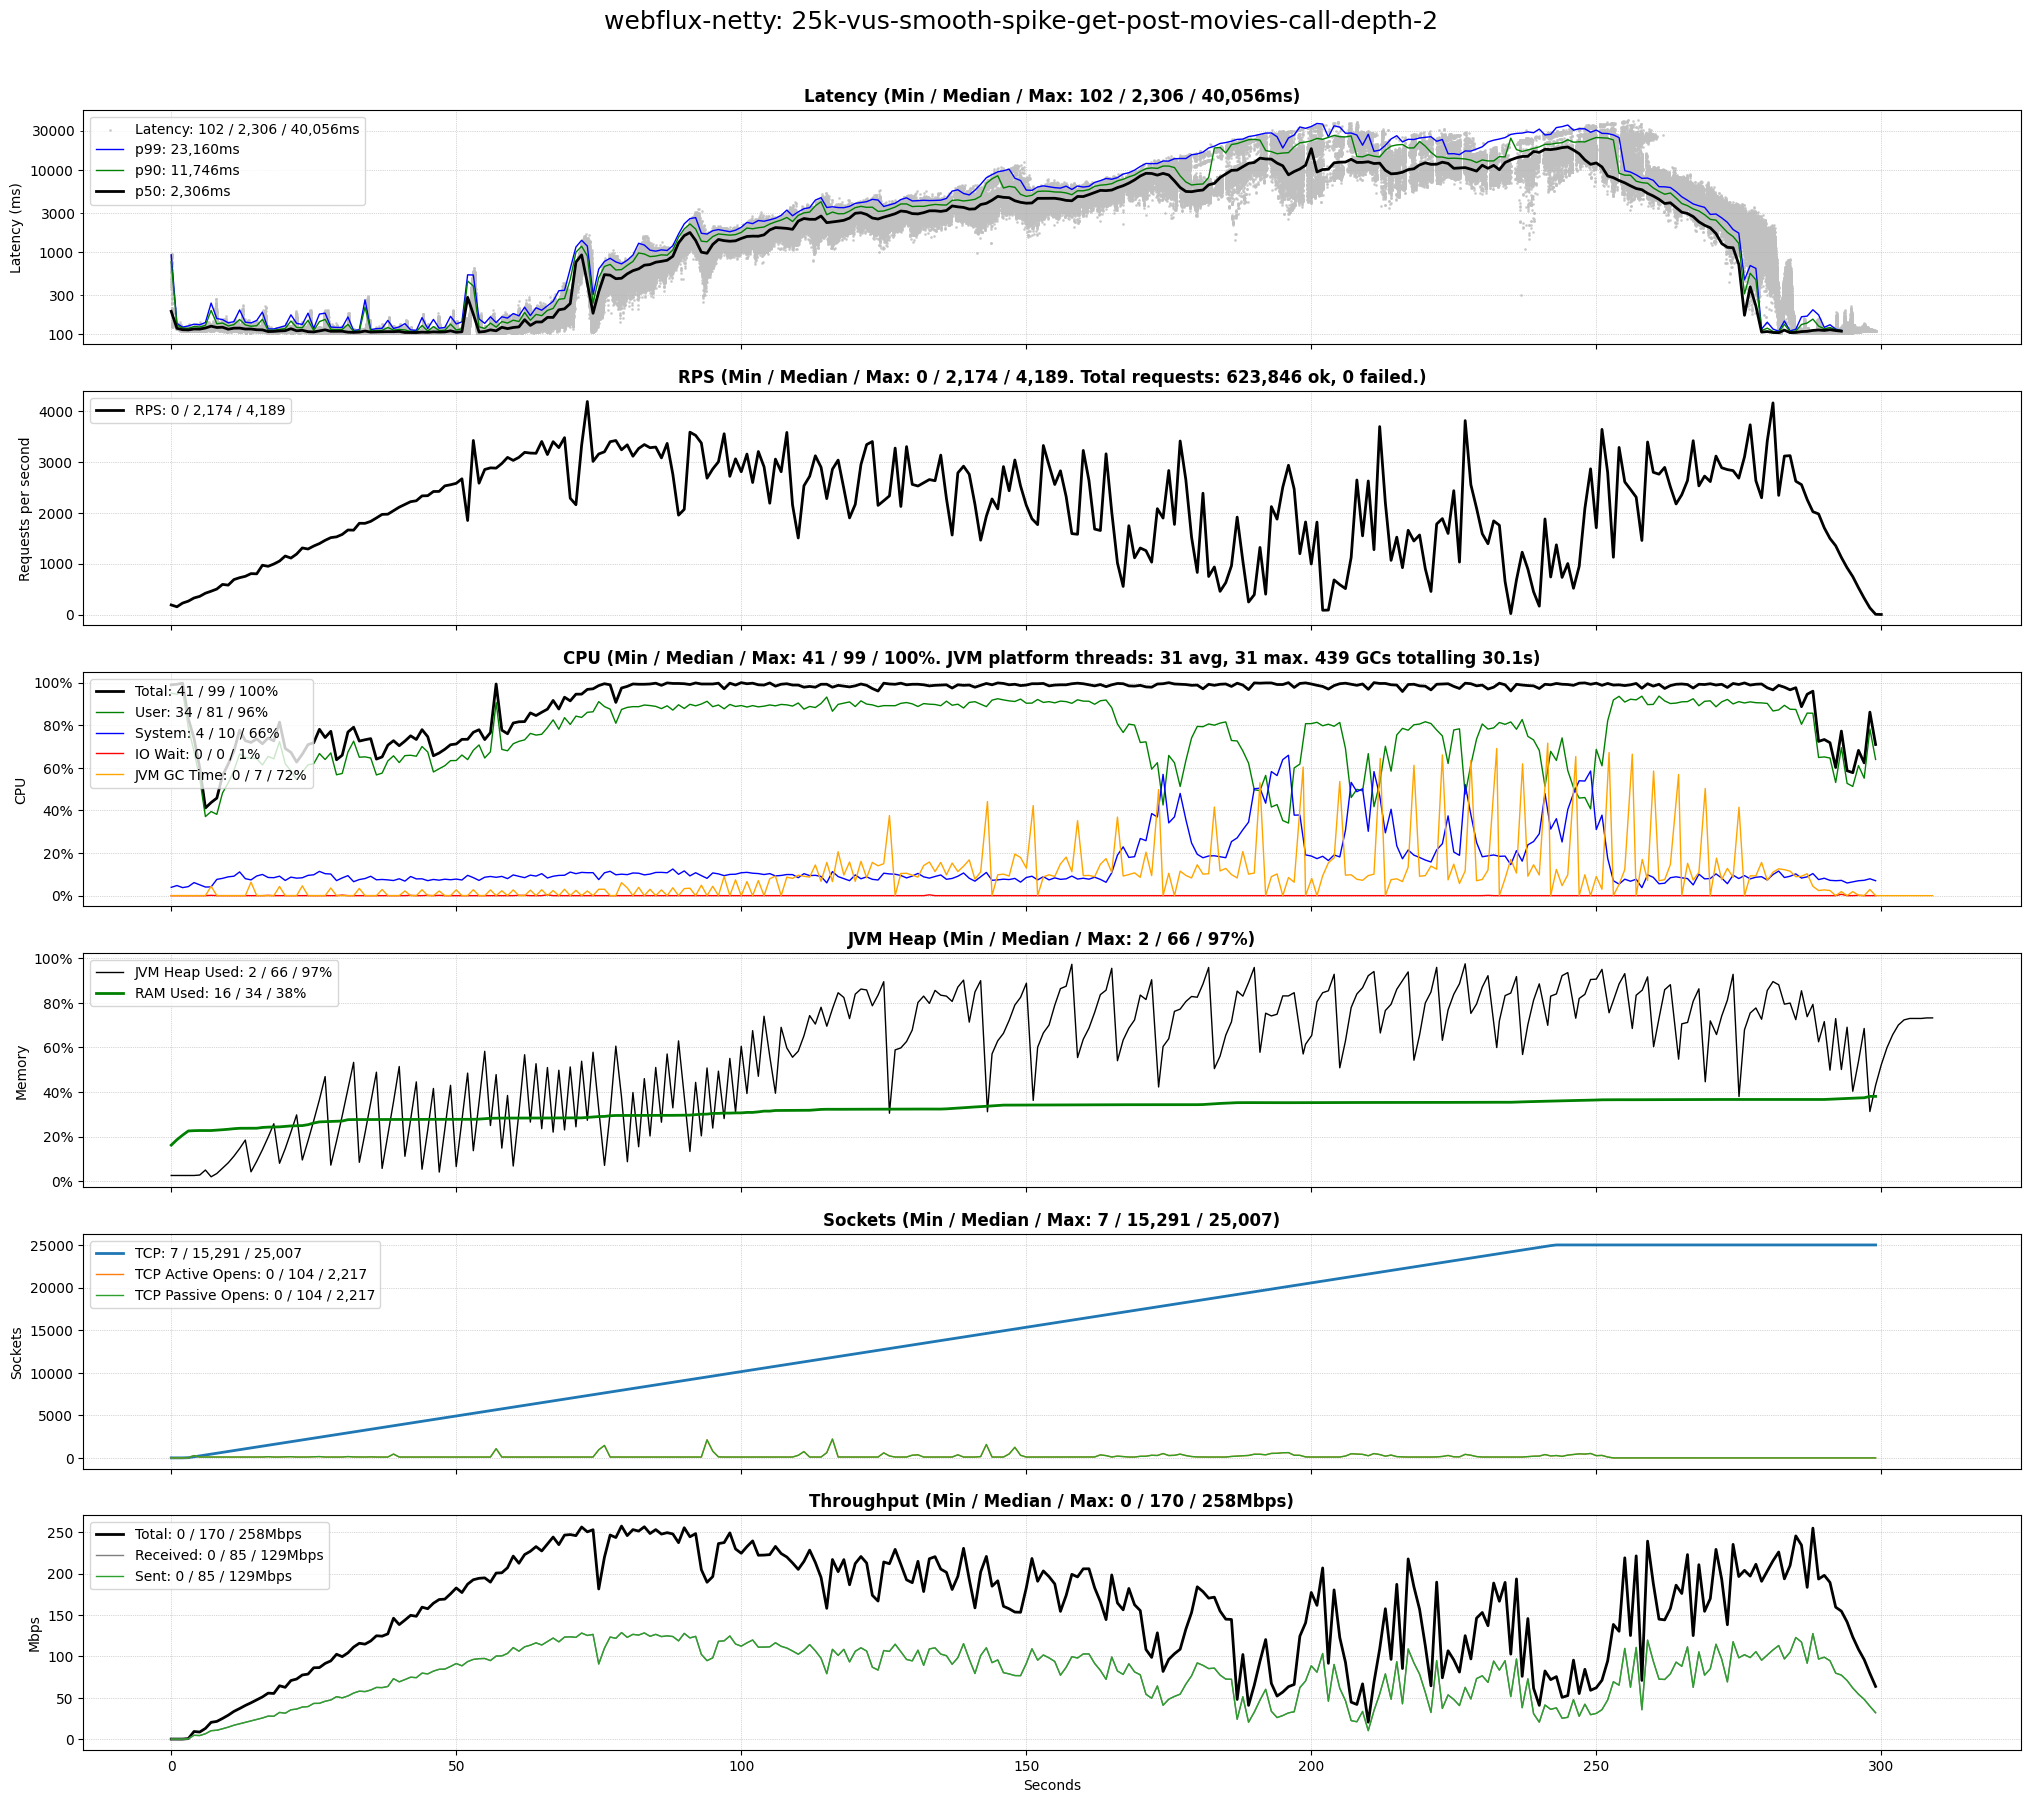 webflux-netty: 25k-vus-smooth-spike-get-post-movies-call-depth-2
Latency (Min / Median / Max: 102 / 2,306 / 40,056ms)
Latency (ms)
30000
10000
3000
1000
300
100
Latency: 102 / 2,306 / 40,056ms
p99: 23,160ms
p90: 11,746ms
p50: 2,306ms
RPS (Min / Median / Max: 0 / 2,174 / 4,189. Total requests: 623,846 ok, 0 failed.)
Requests per second
4000
3000
2000
1000
0
RPS: 0 / 2,174 / 4,189
CPU (Min / Median / Max: 41 / 99 / 100%. JVM platform threads: 31 avg, 31 max. 439 GCs totalling 30.1s)
CPU
100%
80%
60%
40%
20%
0%
Total: 41 / 99 / 100%
User: 34 / 81 / 96%
System: 4 / 10 / 66%
IO Wait: 0 / 0 / 1%
JVM GC Time: 0 / 7 / 72%
JVM Heap (Min / Median / Max: 2 / 66 / 97%)
Memory
100%
80%
60%
40%
20%
0%
JVM Heap Used: 2 / 66 / 97%
RAM Used: 16 / 34 / 38%
Sockets (Min / Median / Max: 7 / 15,291 / 25,007)
Sockets
25000
20000
15000
10000
5000
0
TCP: 7 / 15,291 / 25,007
TCP Active Opens: 0 / 104 / 2,217
TCP Passive Opens: 0 / 104 / 2,217
Throughput (Min / Median / Max: 0 / 170 / 258Mbps)
Mbps
250
200
150
100
50
0
Total: 0 / 170 / 258Mbps
Received: 0 / 85 / 129Mbps
Sent: 0 / 85 / 129Mbps
0 50 100 150 200 250 300
Seconds